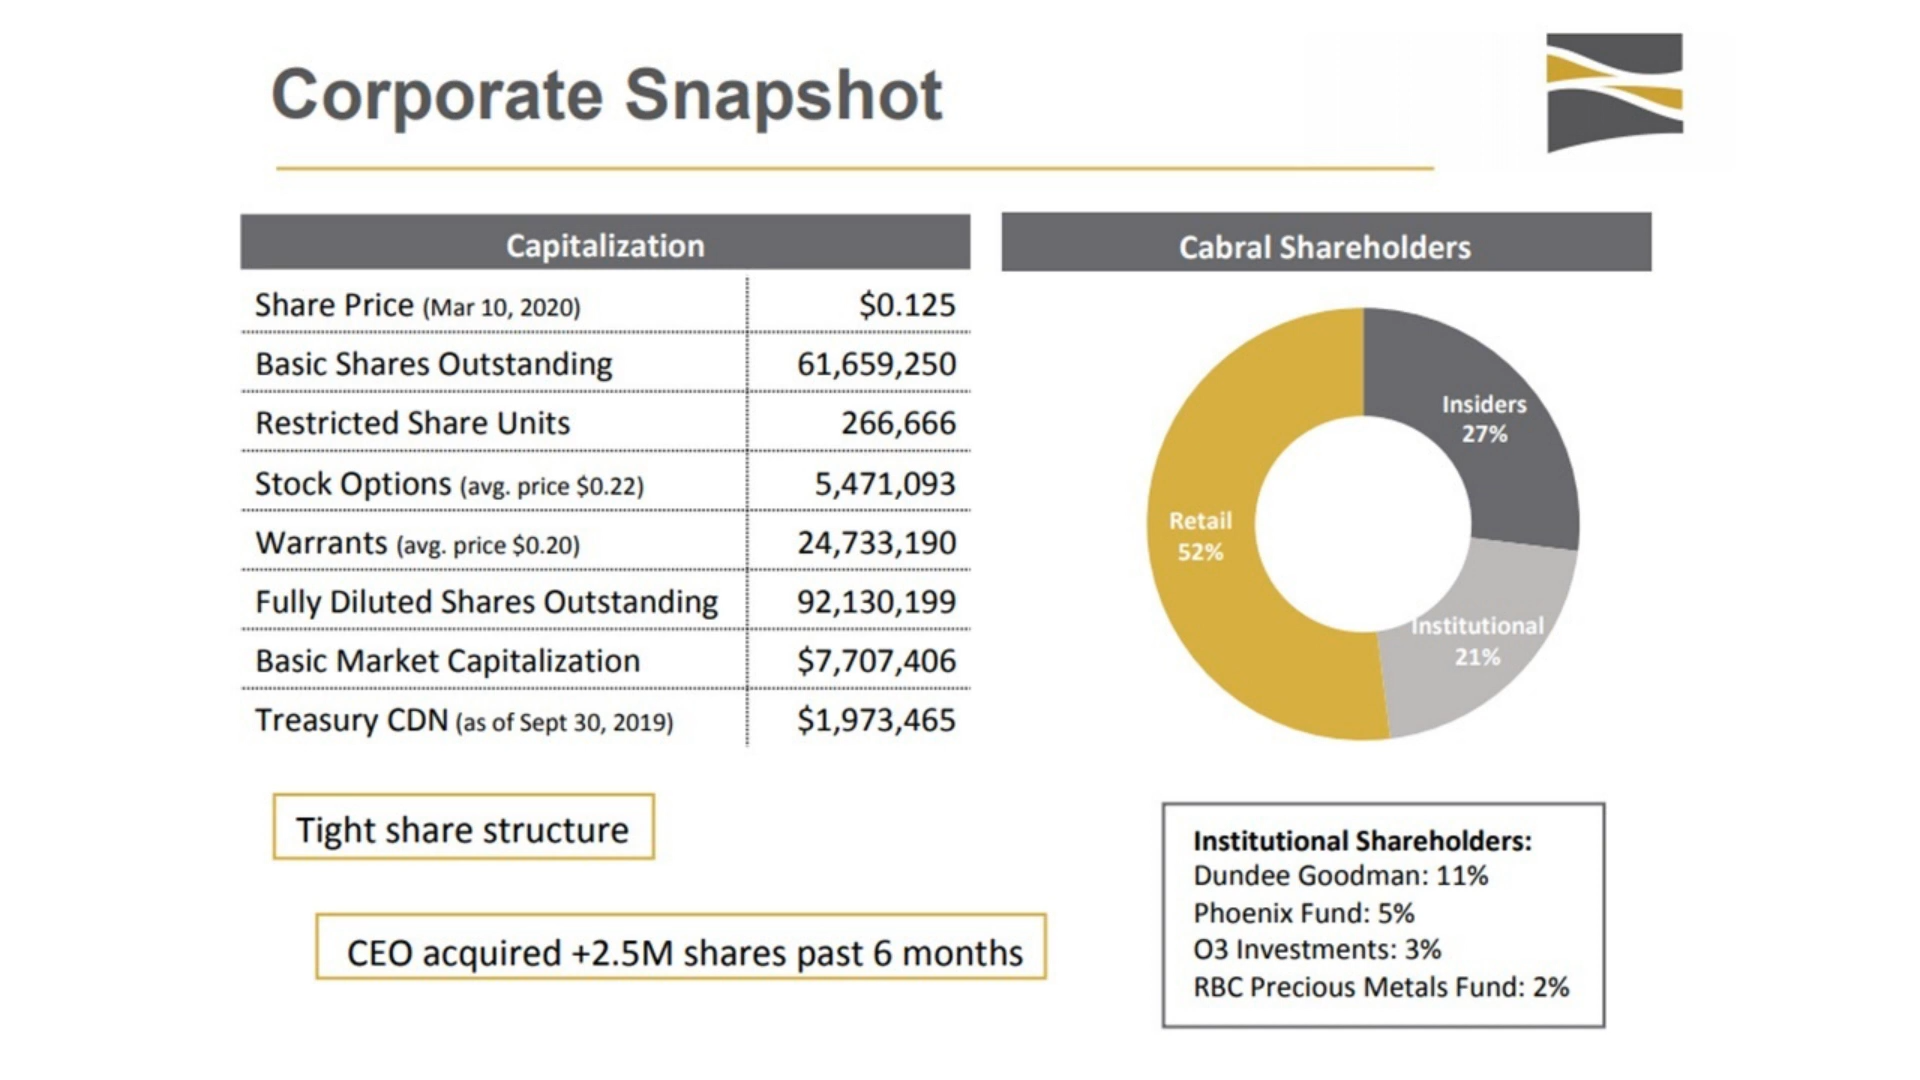 Corporate Snapshot
Capitalization
Share Price (Mar 10, 2020) $0.125
Basic Shares Outstanding 61,659,250
Restricted Share Units 266,666
Stock Options (avg. price $0.22) 5,471,093
Warrants (avg. price $0.20) 24,733,190
Fully Diluted Shares Outstanding 92,130,199
Basic Market Capitalization $7,707,406
Treasury CDN (as of Sept 30, 2019) $1,973,465
Tight share structure
CEO acquired +2.5M shares past 6 months
Cabral Shareholders
Insiders
27%
Retail
52%
Institutional
21%
Institutional Shareholders:
Dundee Goodman: 11%
Phoenix Fund: 5%
O3 Investments: 3%
RBC Precious Metals Fund: 2%